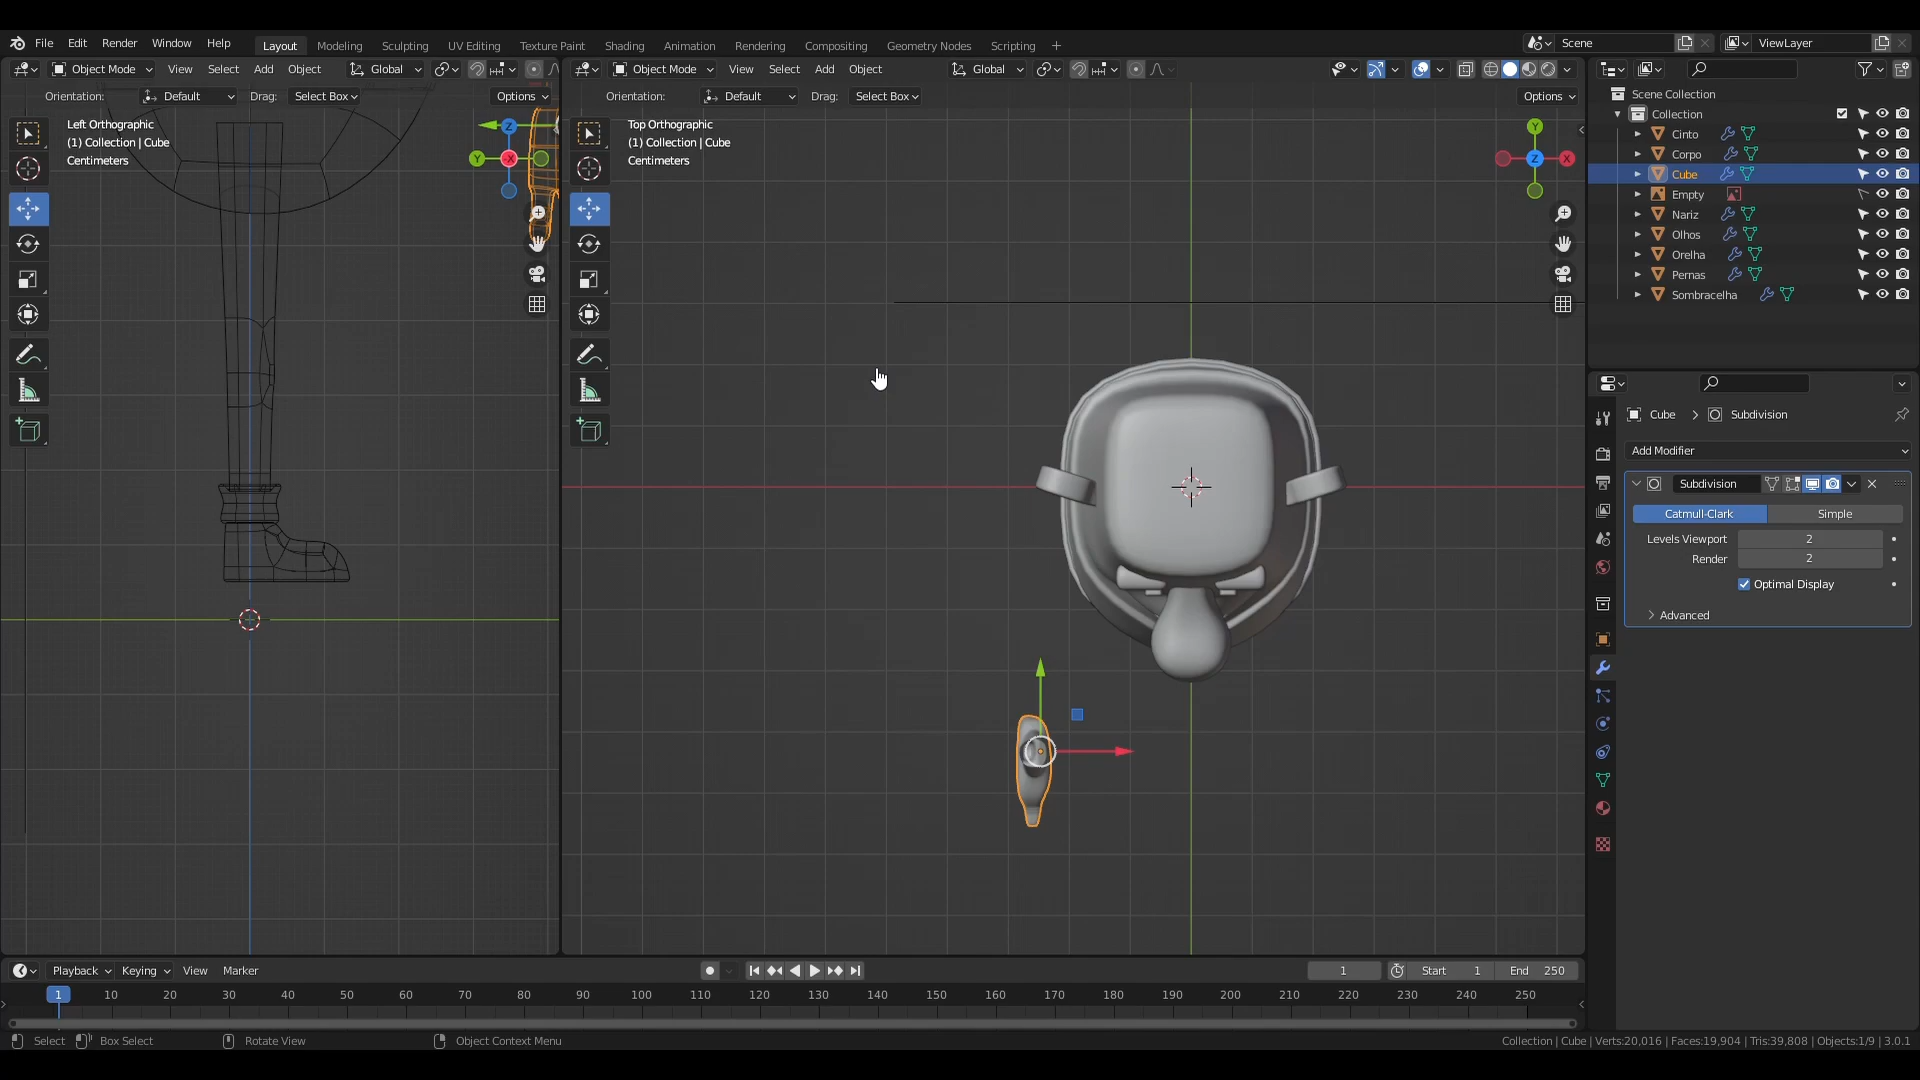 File Edit Render Window Help Layout Modeling Sculpting UV Editing Texture Paint Shading Animation Rendering Compositing Geometry Nodes Scripting + Scene ViewLayer
Object Mode View Select Add Object Global
Object Mode View Select Add Object Global
Orientation: Default Drag: Select Box Options
Orientation: Default Drag: Select Box Options
Left Orthographic
(1) Collection | Cube
Centimeters
Z
Y
X
Top Orthographic
(1) Collection | Cube
Centimeters
Y
Z
X
Scene Collection
Collection
Cinto
Corpo
Cube
Empty
Nariz
Olhos
Orelha
Pernas
Sombracelha
Cube > Subdivision
Add Modifier
Subdivision
Catmull-Clark Simple
Levels Viewport 2
Render 2
Optimal Display
Advanced
Playback Keying View Marker 1 Start 1 End 250
1 10 20 30 40 50 60 70 80 90 100 110 120 130 140 150 160 170 180 190 200 210 220 230 240 250
Select Box Select Rotate View Object Context Menu Collection | Cube | Verts:20,016 | Faces:19,904 | Tris:39,808 | Objects:1/9 | 3.0.1